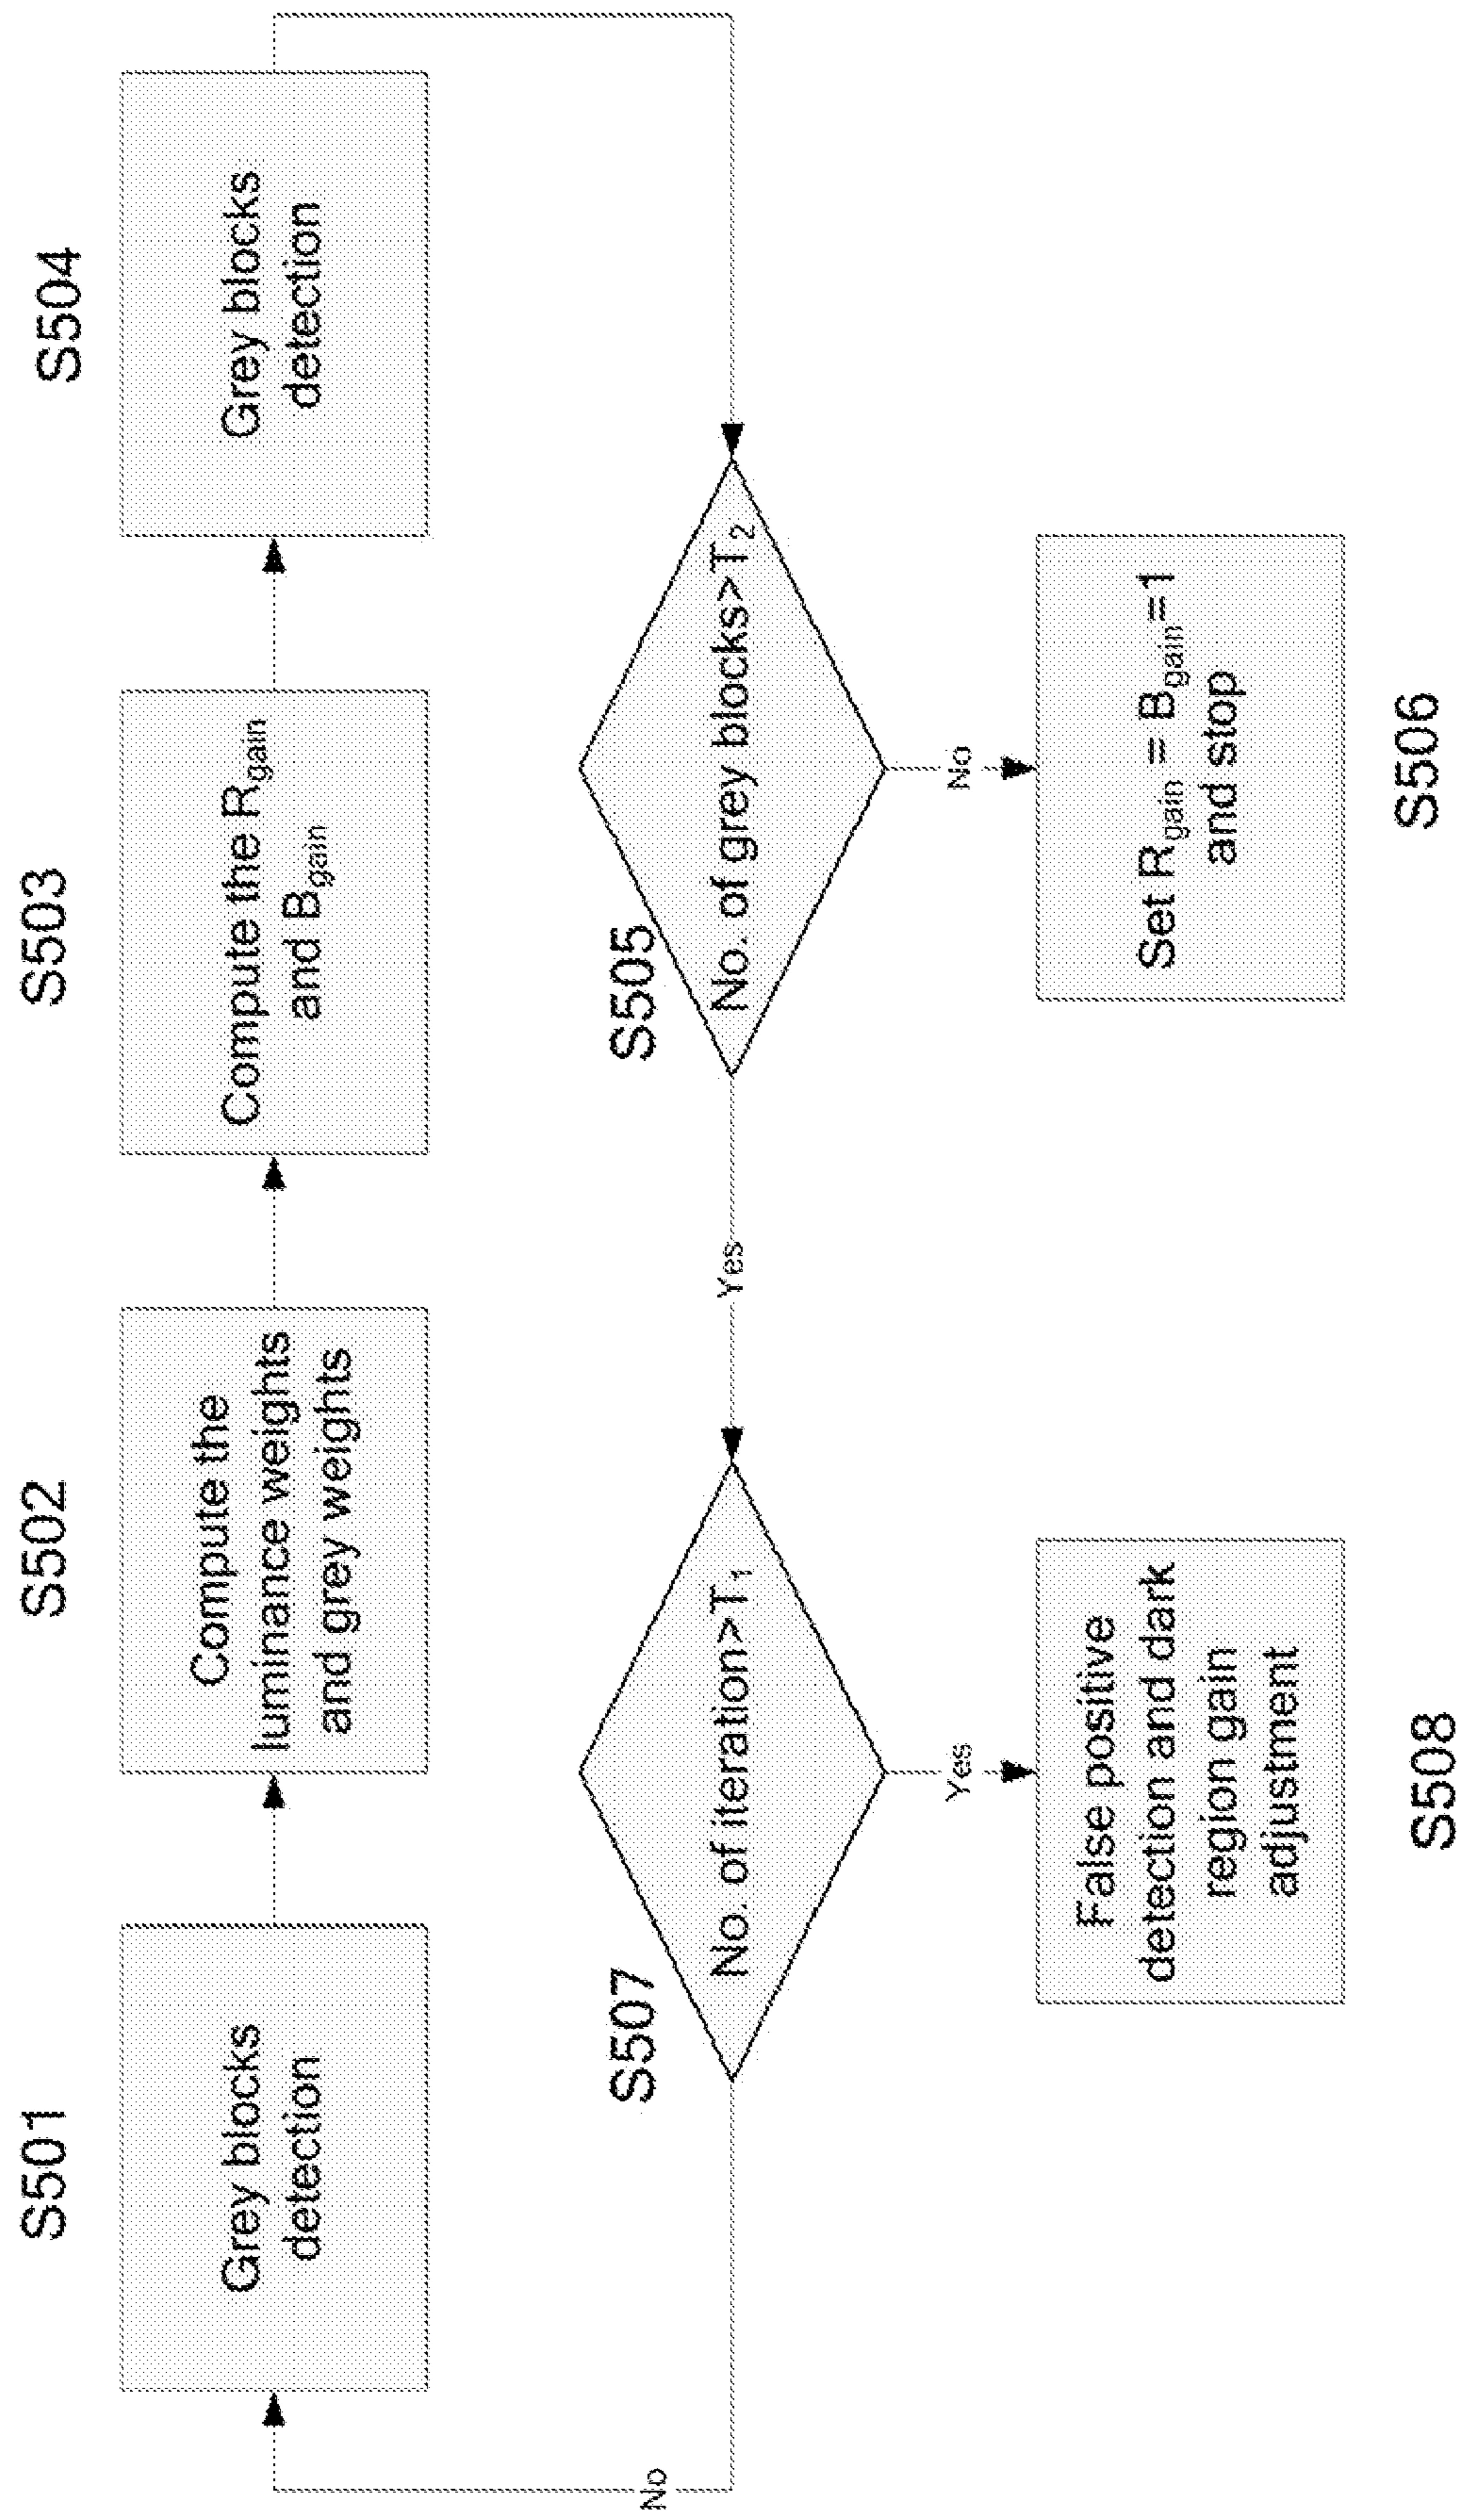 S501
Grey blocks
detection
S502
Compute the
luminance weights
and grey weights
S503
Compute the Rgain
and Bgain
S504
Grey blocks
detection
S505
No. of grey blocks>T2
No
Set Rgain = Bgain=1
and stop
S506
Yes
S507
No. of iteration>T1
Yes
False positive
detection and dark
region gain
adjustment
S508
No